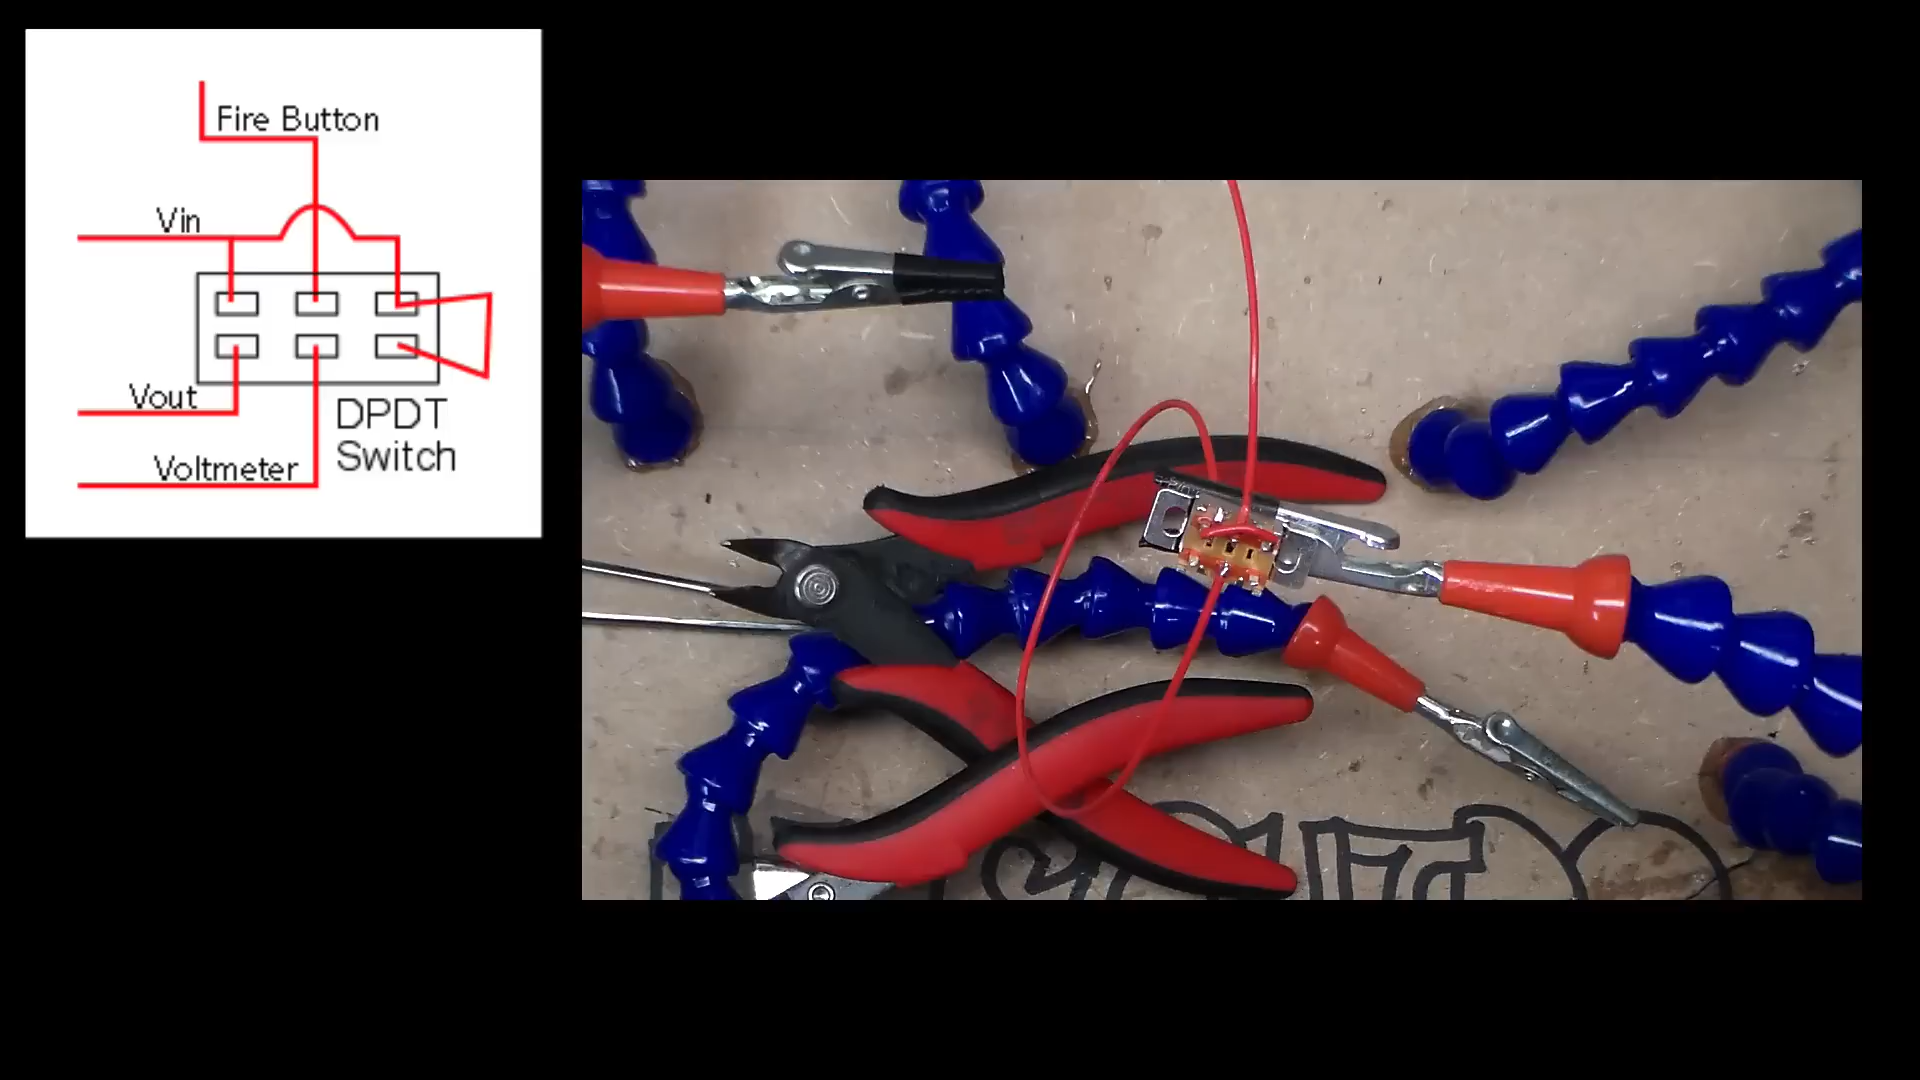 Fire Button
Vin
Vout
DPDT
Switch
Voltmeter